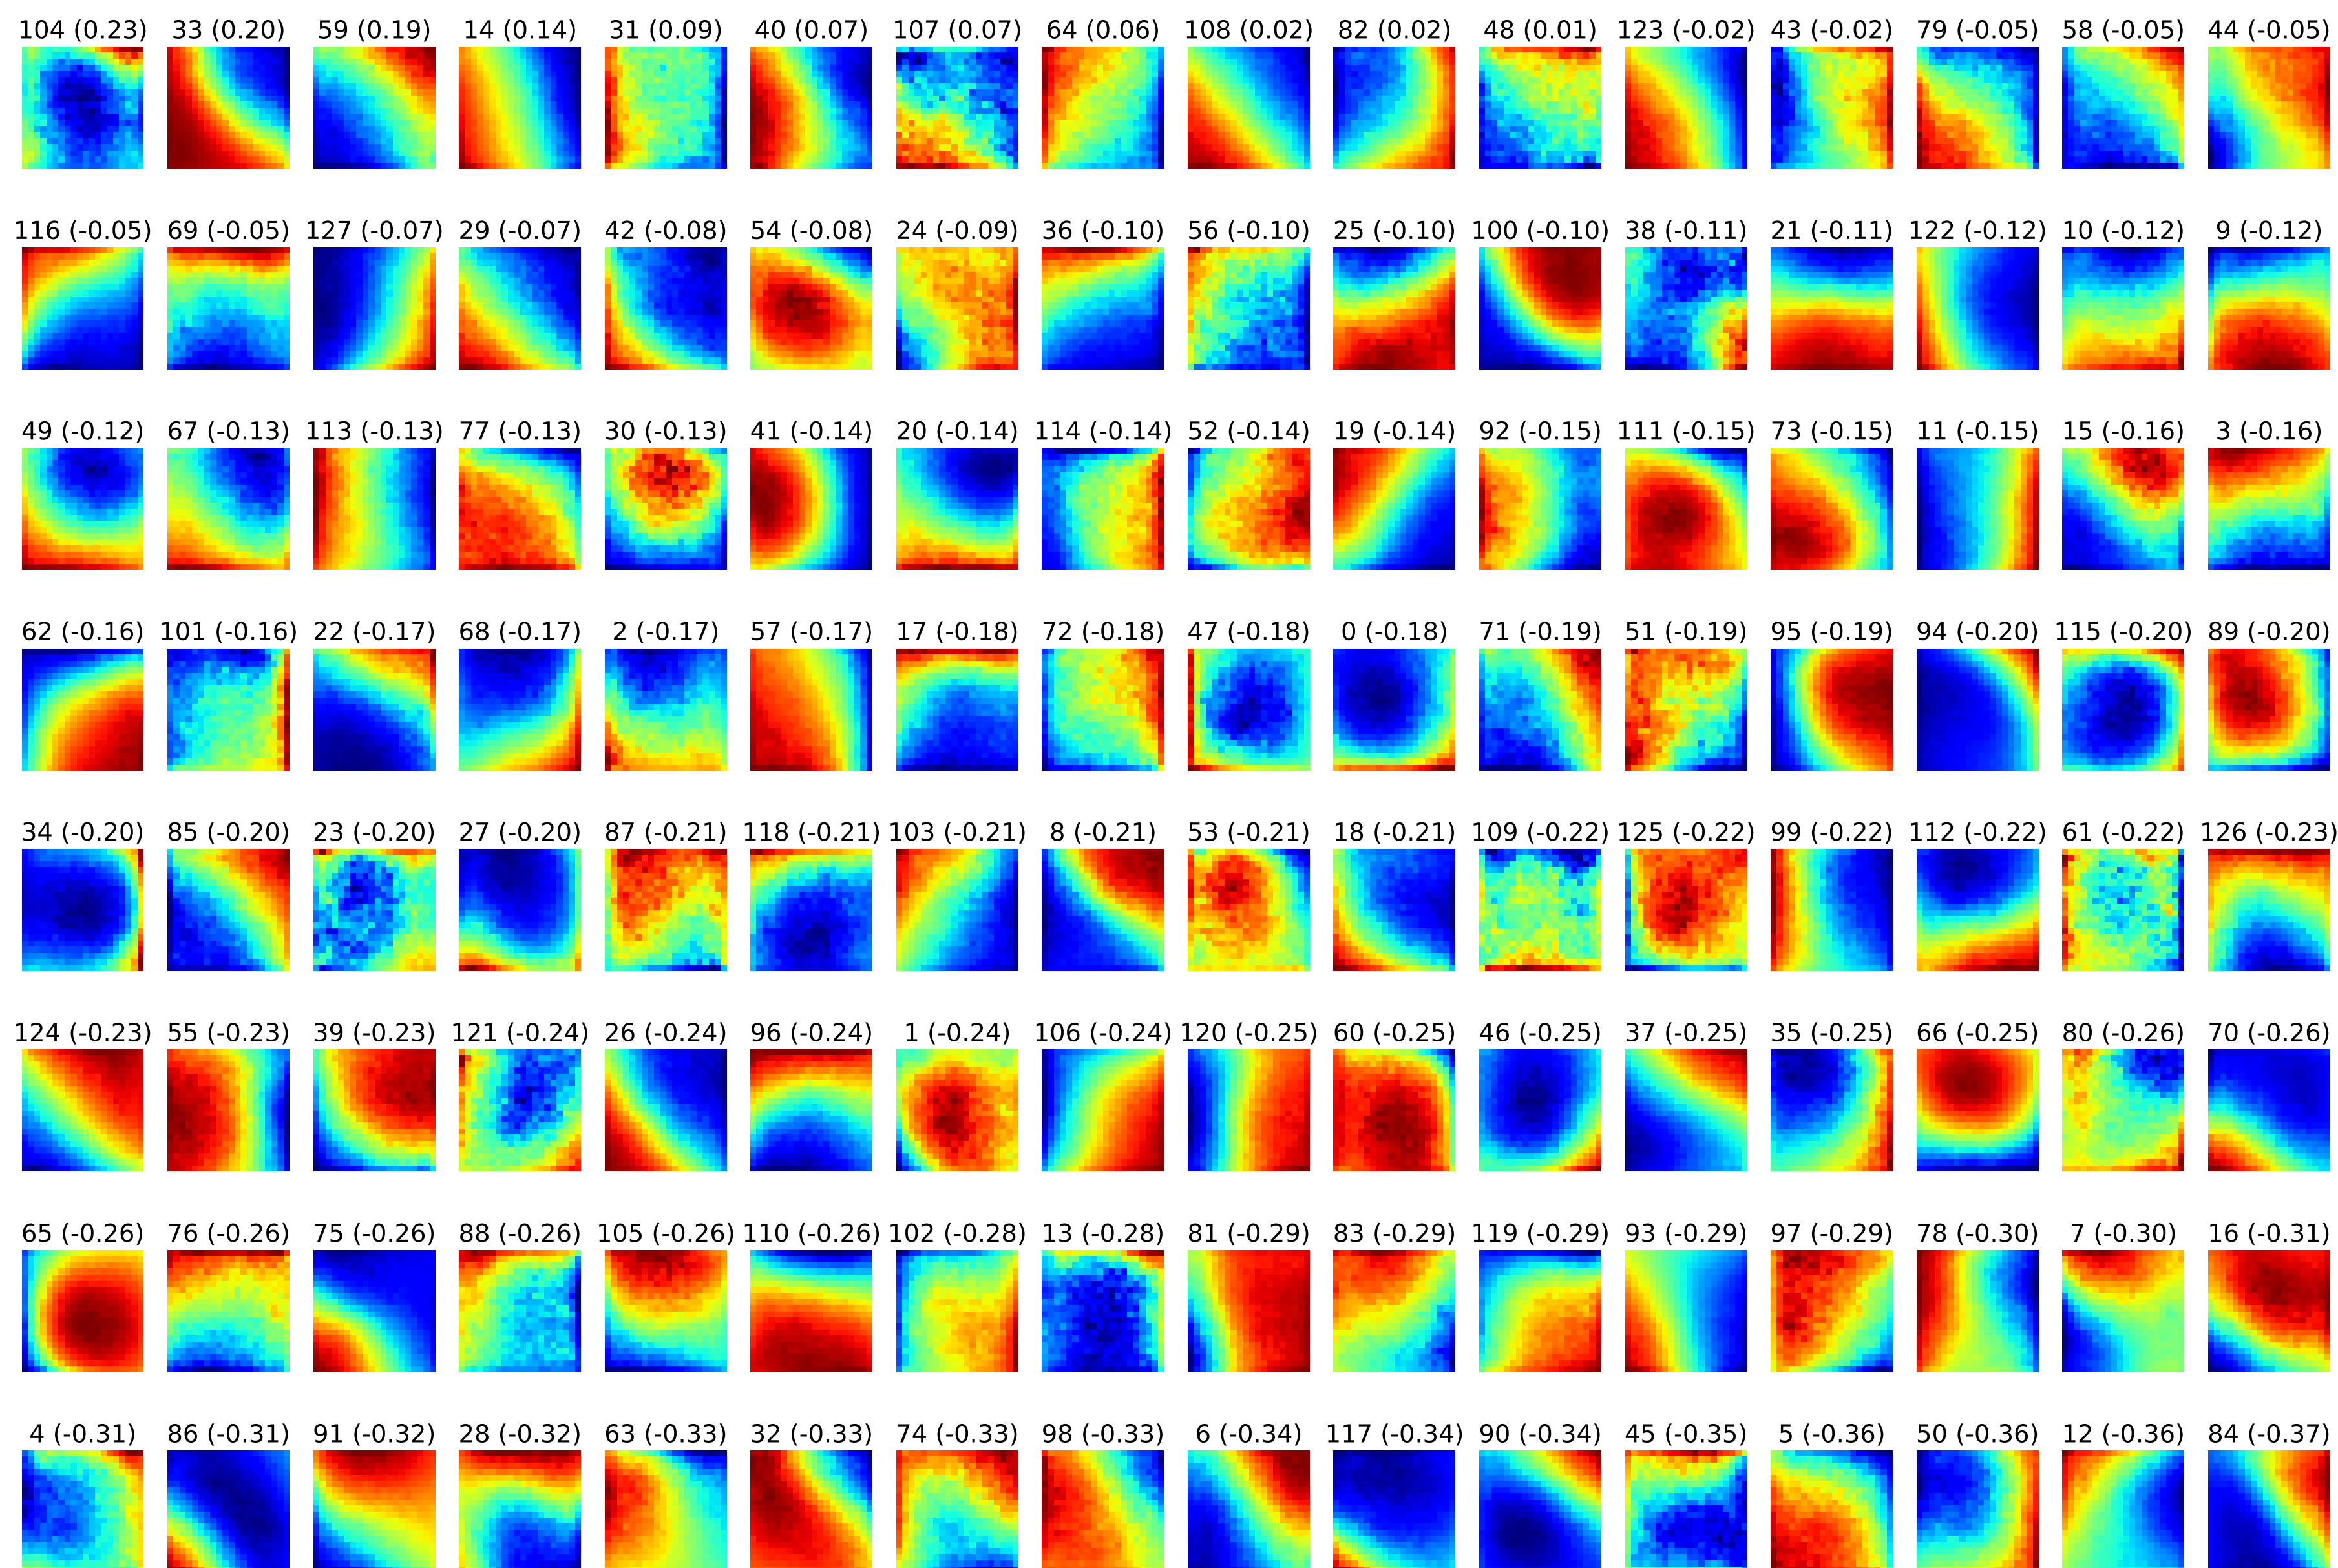 104 (0.23) 33 (0.20) 59 (0.19) 14 (0.14) 31 (0.09) 40 (0.07) 107 (0.07) 64 (0.06) 108 (0.02) 82 (0.02) 48 (0.01) 123 (-0.02) 43 (-0.02) 79 (-0.05) 58 (-0.05) 44 (-0.05)
116 (-0.05) 69 (-0.05) 127 (-0.07) 29 (-0.07) 42 (-0.08) 54 (-0.08) 24 (-0.09) 36 (-0.10) 56 (-0.10) 25 (-0.10) 100 (-0.10) 38 (-0.11) 21 (-0.11) 122 (-0.12) 10 (-0.12) 9 (-0.12)
49 (-0.12) 67 (-0.13) 113 (-0.13) 77 (-0.13) 30 (-0.13) 41 (-0.14) 20 (-0.14) 114 (-0.14) 52 (-0.14) 19 (-0.14) 92 (-0.15) 111 (-0.15) 73 (-0.15) 11 (-0.15) 15 (-0.16) 3 (-0.16)
62 (-0.16) 101 (-0.16) 22 (-0.17) 68 (-0.17) 2 (-0.17) 57 (-0.17) 17 (-0.18) 72 (-0.18) 47 (-0.18) 0 (-0.18) 71 (-0.19) 51 (-0.19) 95 (-0.19) 94 (-0.20) 115 (-0.20) 89 (-0.20)
34 (-0.20) 85 (-0.20) 23 (-0.20) 27 (-0.20) 87 (-0.21) 118 (-0.21) 103 (-0.21) 8 (-0.21) 53 (-0.21) 18 (-0.21) 109 (-0.22) 125 (-0.22) 99 (-0.22) 112 (-0.22) 61 (-0.22) 126 (-0.23)
124 (-0.23) 55 (-0.23) 39 (-0.23) 121 (-0.24) 26 (-0.24) 96 (-0.24) 1 (-0.24) 106 (-0.24) 120 (-0.25) 60 (-0.25) 46 (-0.25) 37 (-0.25) 35 (-0.25) 66 (-0.25) 80 (-0.26) 70 (-0.26)
65 (-0.26) 76 (-0.26) 75 (-0.26) 88 (-0.26) 105 (-0.26) 110 (-0.26) 102 (-0.28) 13 (-0.28) 81 (-0.29) 83 (-0.29) 119 (-0.29) 93 (-0.29) 97 (-0.29) 78 (-0.30) 7 (-0.30) 16 (-0.31)
4 (-0.31) 86 (-0.31) 91 (-0.32) 28 (-0.32) 63 (-0.33) 32 (-0.33) 74 (-0.33) 98 (-0.33) 6 (-0.34) 117 (-0.34) 90 (-0.34) 45 (-0.35) 5 (-0.36) 50 (-0.36) 12 (-0.36) 84 (-0.37)